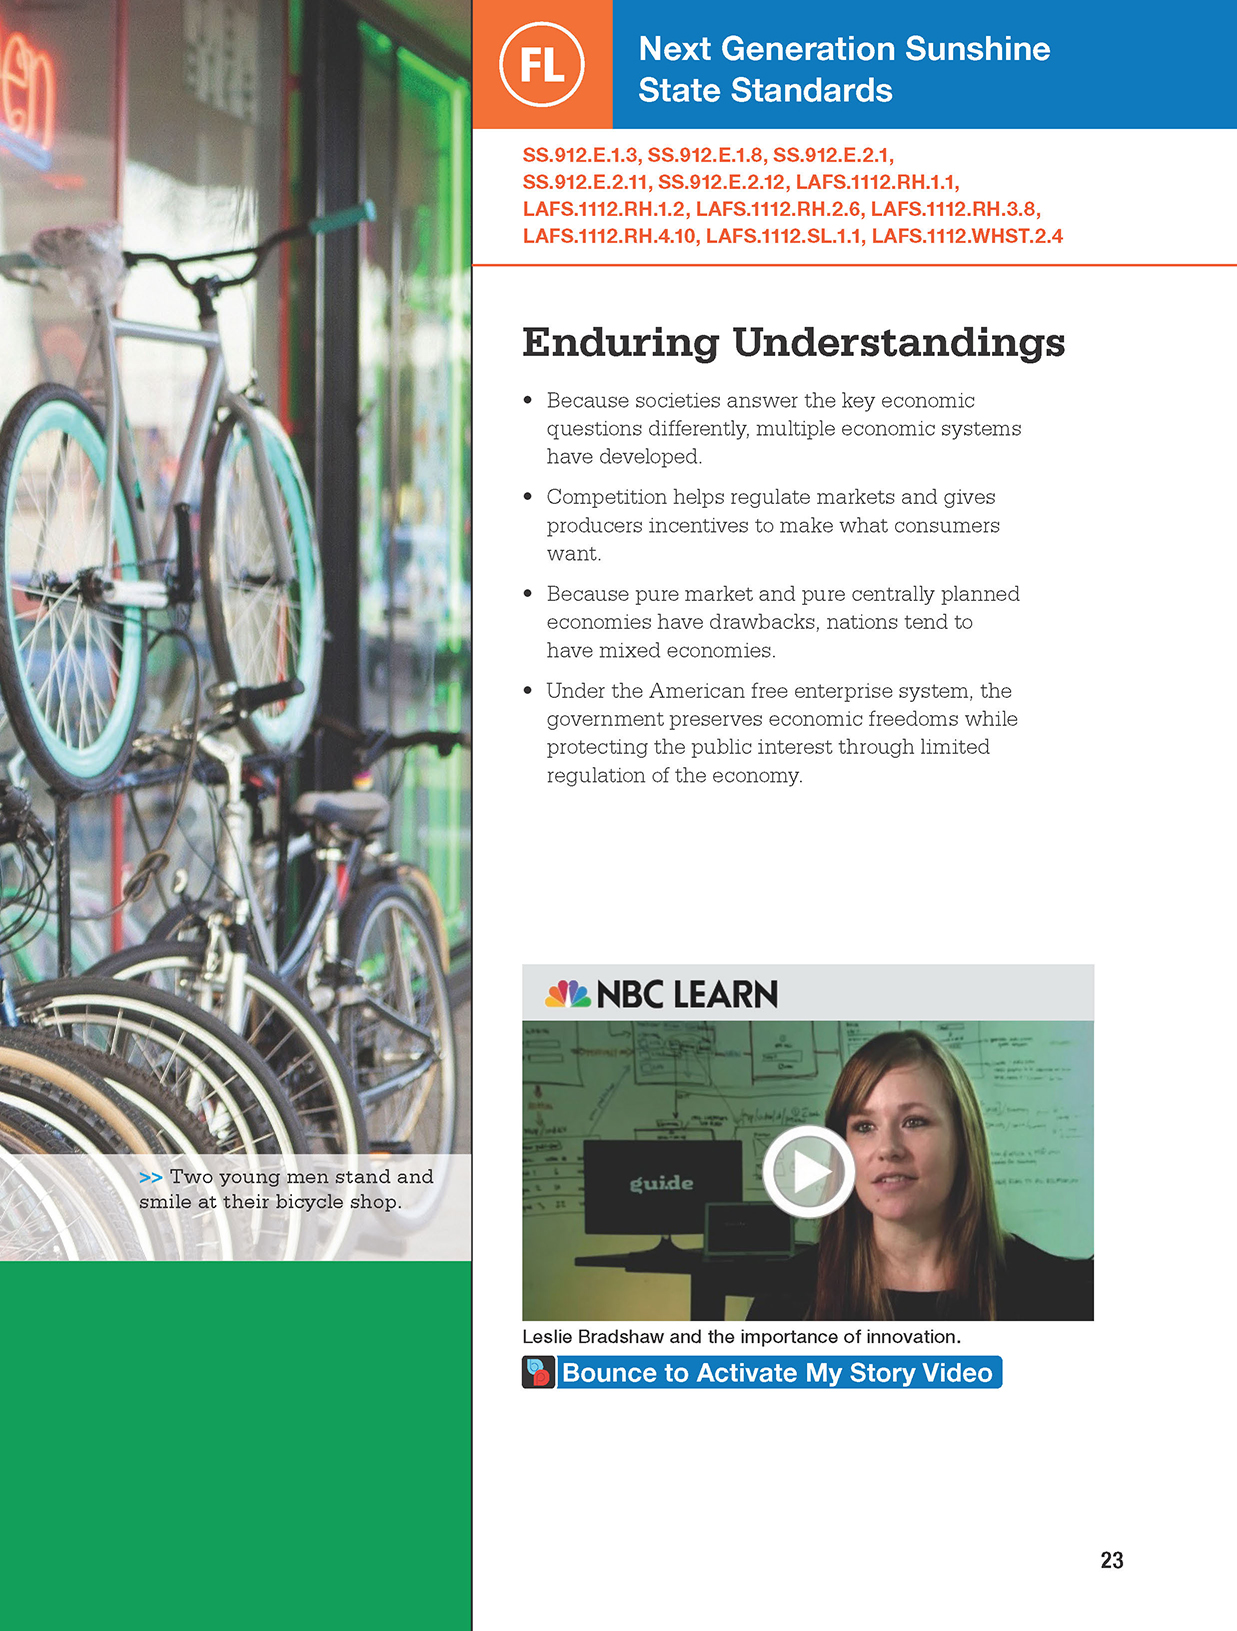 FL
Next Generation Sunshine
State Standards
SS.912.E.1.3, SS.912.E.1.8, SS.912.E.2.1,
SS.912.E.2.11, SS.912.E.2.12, LAFS.1112.RH.1.1,
LAFS.1112.RH.1.2, LAFS.1112.RH.2.6, LAFS.1112.RH.3.8,
LAFS.1112.RH.4.10, LAFS.1112.SL.1.1, LAFS.1112.WHST.2.4
Enduring Understandings
• Because societies answer the key economic
questions differently, multiple economic systems
have developed.
• Competition helps regulate markets and gives
producers incentives to make what consumers
want.
• Because pure market and pure centrally planned
economies have drawbacks, nations tend to
have mixed economies.
• Under the American free enterprise system, the
government preserves economic freedoms while
protecting the public interest through limited
regulation of the economy.
NBC LEARN
guide
Leslie Bradshaw and the importance of innovation.
Bounce to Activate My Story Video
>> Two young men stand and
smile at their bicycle shop.
23